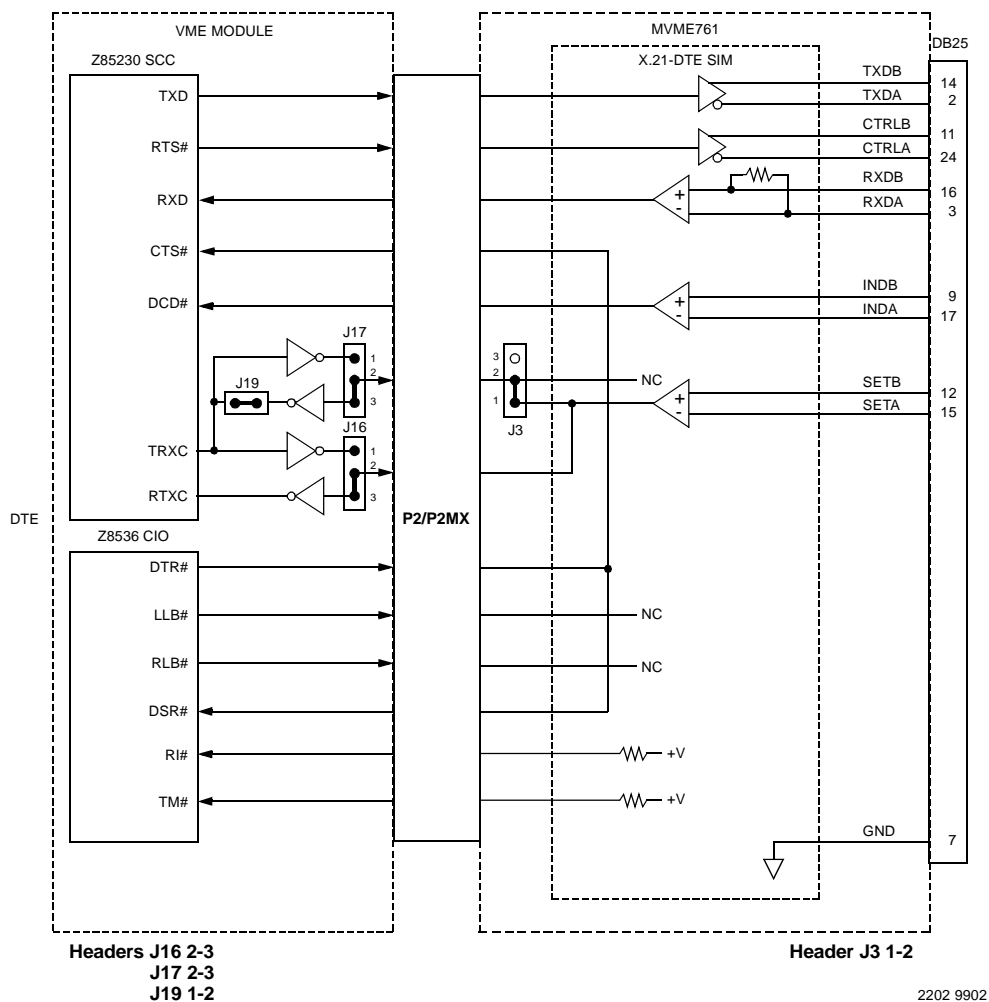 VME MODULE
MVME761
DB25
Z85230 SCC
X.21-DTE SIM
TXD
TXDB
14
TXDA
2
RTS#
CTRLB
11
CTRLA
24
RXD
RXDB
16
RXDA
3
CTS#
DCD#
INDB
9
INDA
17
J17
1
2
3
J19
3
2
1
J3
NC
SETB
12
SETA
15
J16
TRXC
1
2
RTXC
3
DTE
P2/P2MX
Z8536 CIO
DTR#
LLB#
NC
RLB#
NC
DSR#
RI#
+V
TM#
+V
GND
7
Headers J16 2-3
J17 2-3
J19 1-2
Header J3 1-2
2202 9902
+
-
+
-
+
-